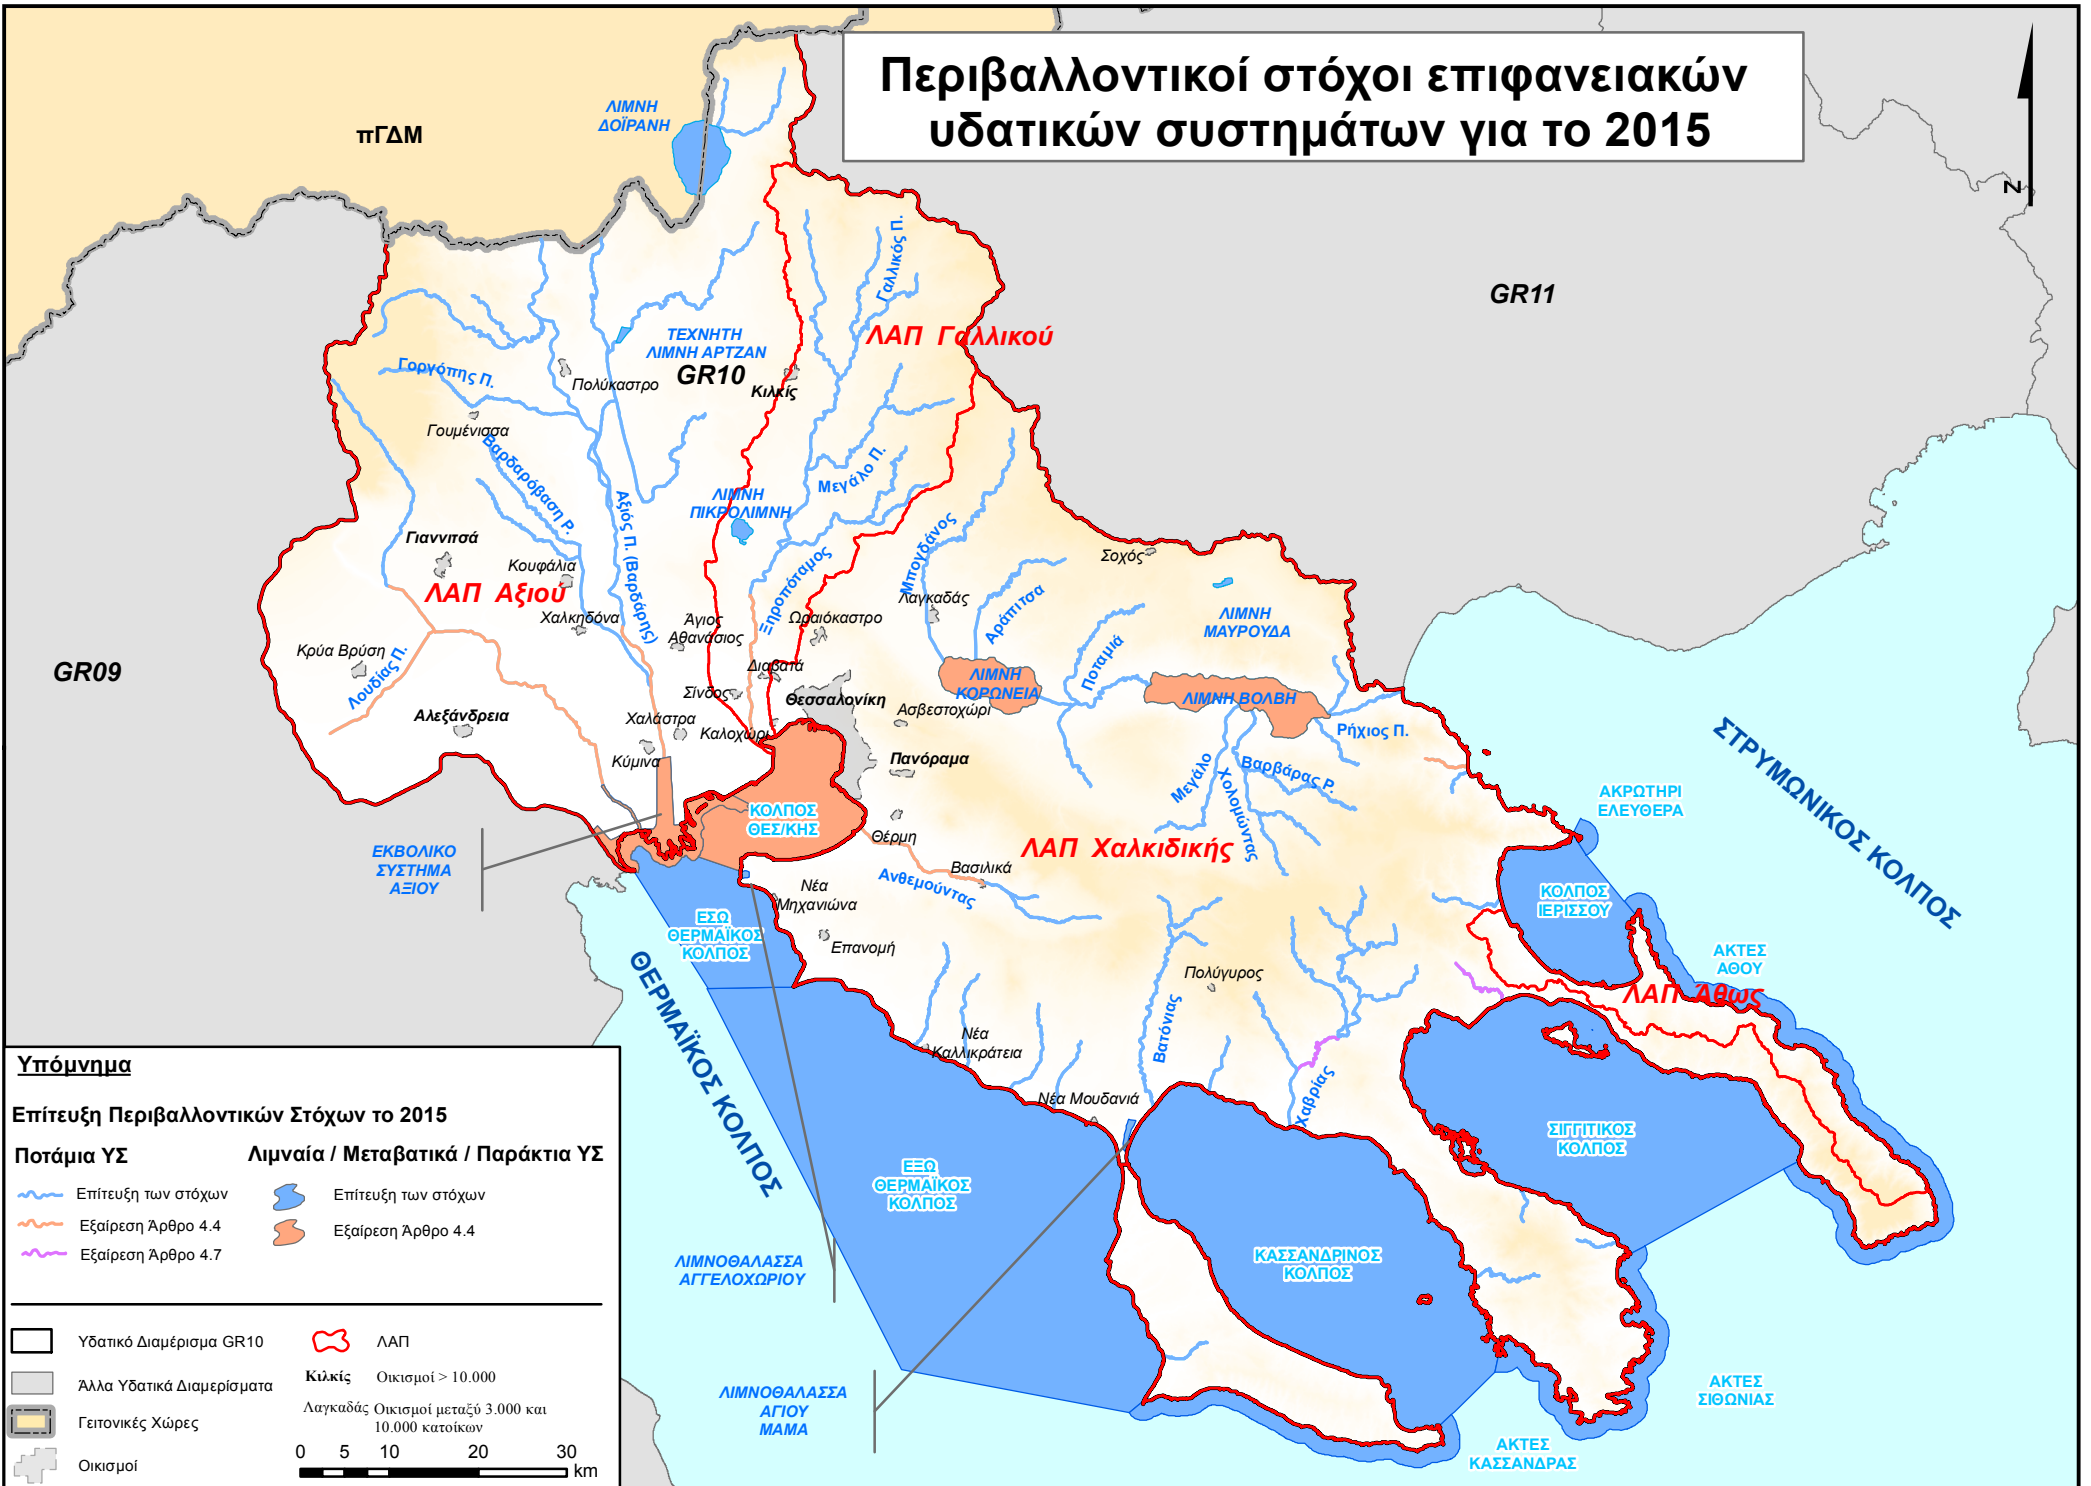 Περιβαλλοντικοί στόχοι επιφανειακών
υδατικών συστημάτων για το 2015
πΓΔΜ
ΛΙΜΝΗ
ΔΟΪΡΑΝΗ
Z
GR11
Γαλλικός Π.
ΤΕΧΝΗΤΗ
ΛΙΜΝΗ ΑΡΤΖΑΝ
ΛΑΠ Γαλλικού
GR10
Γοργόπης Π.
Πολύκαστρο
Κιλκίς
Γουμένισσα
Βαρδαρόβαση Ρ.
Αξιός Π. (Βαρδάρης)
ΛΙΜΝΗ
ΠΙΚΡΟΛΙΜΝΗ
Μεγάλο Π.
Μπογδάνος
Γιαννιτσά
Κουφάλια
Ξηροπόταμος
Σοχός
ΛΑΠ Αξιού
Χαλκηδόνα
Άγιος
Αθανάσιος
Ωραιόκαστρο
Λαγκαδάς
Αράπιτσα
ΛΙΜΝΗ
ΜΑΥΡΟΥΔΑ
GR09
Κρύα Βρύση
Λουδίας Π.
Διαβατά
Σίνδος
Θεσσαλονίκη
ΛΙΜΝΗ
ΚΟΡΩΝΕΙΑ
Ποταμιά
ΛΙΜΝΗ ΒΟΛΒΗ
Αλεξάνδρεια
Χαλάστρα
Καλοχώρι
Ασβεστοχώρι
Ρήχιος Π.
Κύμινα
Πανόραμα
Μεγάλο
Χολομώντας
Βαρβάρας Ρ.
ΣΤΡΥΜΩΝΙΚΟΣ ΚΟΛΠΟΣ
ΑΚΡΩΤΗΡΙ
ΕΛΕΥΘΕΡΑ
ΚΟΛΠΟΣ
ΘΕΣ/ΚΗΣ
Θέρμη
ΛΑΠ Χαλκιδικής
ΕΚΒΟΛΙΚΟ
ΣΥΣΤΗΜΑ
ΑΞΙΟΥ
Βασιλικά
Ανθεμούντας
Νέα
Μηχανιώνα
ΚΟΛΠΟΣ
ΙΕΡΙΣΣΟΥ
ΕΣΩ
ΘΕΡΜΑΪΚΟΣ
ΚΟΛΠΟΣ
Επανομή
ΑΚΤΕΣ
ΑΘΟΥ
ΘΕΡΜΑΪΚΟΣ ΚΟΛΠΟΣ
Πολύγυρος
ΛΑΠ Άθως
Βατόνιας
Νέα
Καλλικράτεια
Χαβρίας
Νέα Μουδανιά
ΣΙΓΓΙΤΙΚΟΣ
ΚΟΛΠΟΣ
ΕΞΩ
ΘΕΡΜΑΪΚΟΣ
ΚΟΛΠΟΣ
ΚΑΣΣΑΝΔΡΙΝΟΣ
ΚΟΛΠΟΣ
ΛΙΜΝΟΘΑΛΑΣΣΑ
ΑΓΓΕΛΟΧΩΡΙΟΥ
ΛΙΜΝΟΘΑΛΑΣΣΑ
ΑΓΙΟΥ
ΜΑΜΑ
ΑΚΤΕΣ
ΣΙΘΩΝΙΑΣ
ΑΚΤΕΣ
ΚΑΣΣΑΝΔΡΑΣ
Υπόμνημα
Επίτευξη Περιβαλλοντικών Στόχων το 2015
Ποτάμια ΥΣ
Λιμναία / Μεταβατικά / Παράκτια ΥΣ
Επίτευξη των στόχων
Επίτευξη των στόχων
Εξαίρεση Άρθρο 4.4
Εξαίρεση Άρθρο 4.4
Εξαίρεση Άρθρο 4.7
Υδατικό Διαμέρισμα GR10
ΛΑΠ
Άλλα Υδατικά Διαμερίσματα
Κιλκίς Οικισμοί > 10.000
Γειτονικές Χώρες
Λαγκαδάς Οικισμοί μεταξύ 3.000 και
10.000 κατοίκων
Οικισμοί
0 5 10 20 30
km